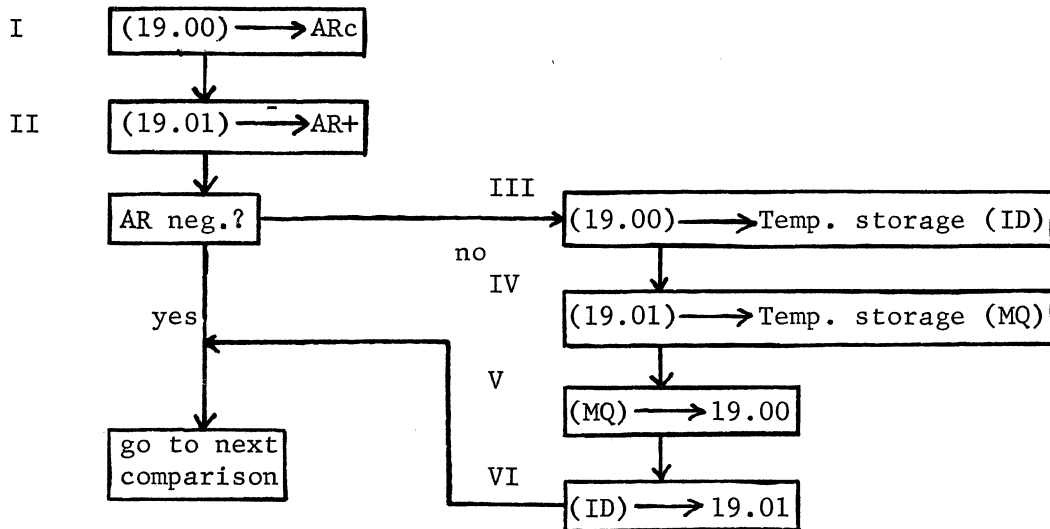 I
(19.00) → ARc
II
(19.01) → AR+
AR neg.?
no
yes
go to next
comparison
III
(19.00) → Temp. storage (ID)
IV
(19.01) → Temp. storage (MQ)
V
(MQ) → 19.00
VI
(ID) → 19.01